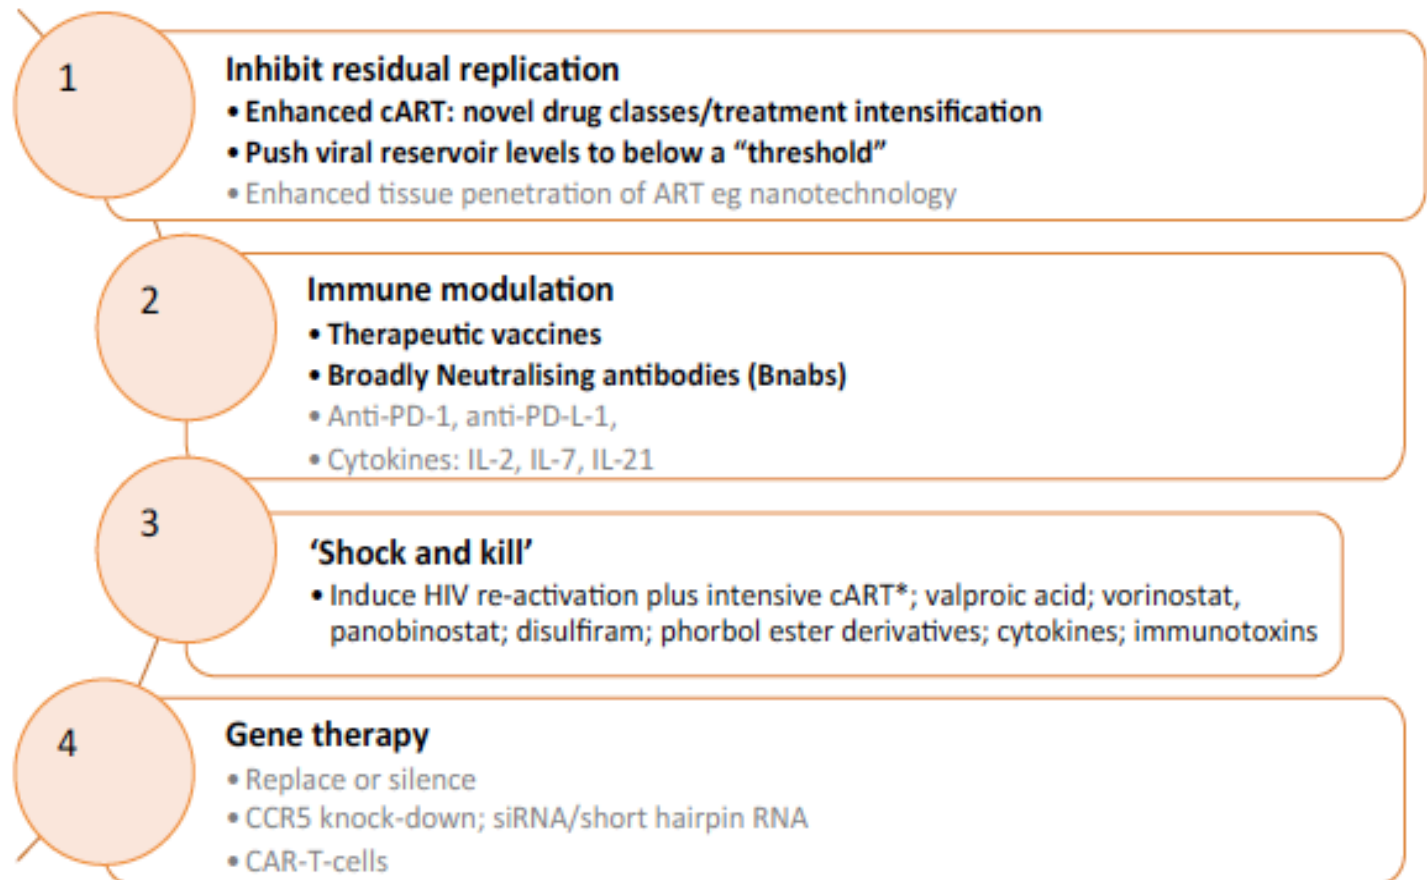 1
Inhibit residual replication
• Enhanced cART: novel drug classes/treatment intensification
• Push viral reservoir levels to below a “threshold”
• Enhanced tissue penetration of ART eg nanotechnology
2
Immune modulation
• Therapeutic vaccines
• Broadly Neutralising antibodies (Bnabs)
• Anti-PD-1, anti-PD-L-1,
• Cytokines: IL-2, IL-7, IL-21
3
‘Shock and kill’
• Induce HIV re-activation plus intensive cART*; valproic acid; vorinostat,
panobinostat; disulfiram; phorbol ester derivatives; cytokines; immunotoxins
4
Gene therapy
• Replace or silence
• CCR5 knock-down; siRNA/short hairpin RNA
• CAR-T-cells